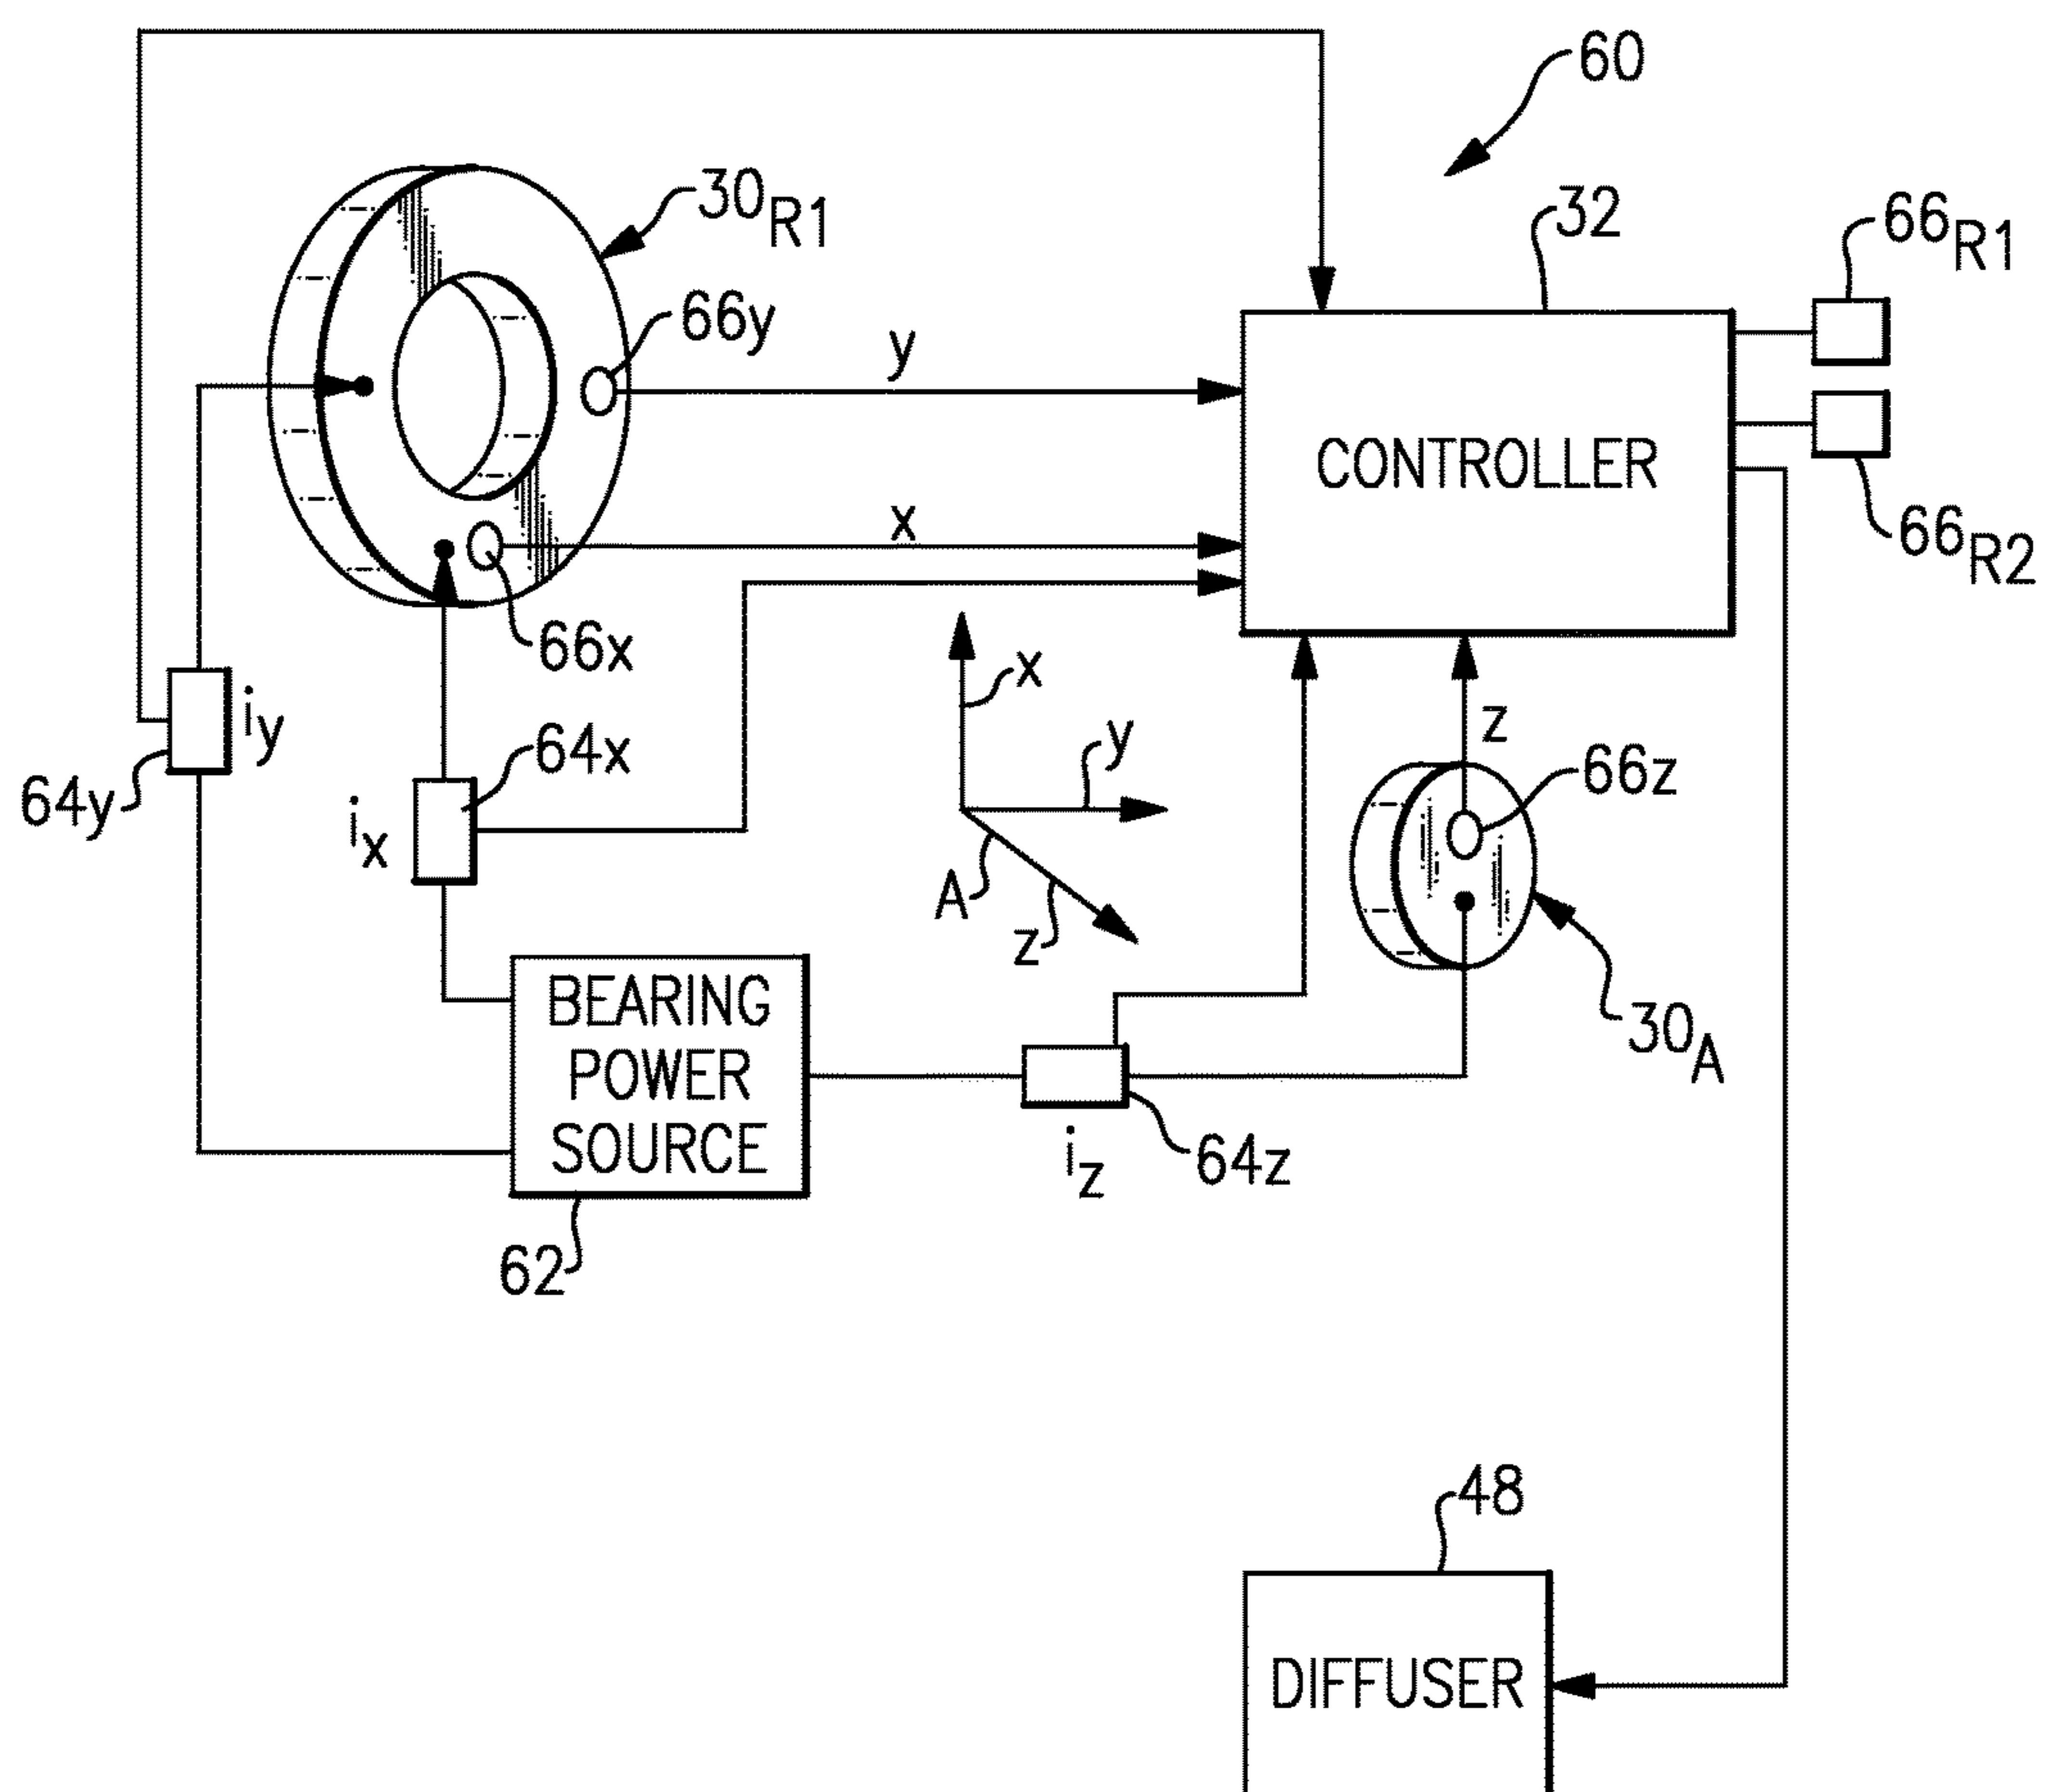 60
30R1
32
66R1
66y
y
CONTROLLER
x
66R2
66x
x
iy
64x
y
z
66z
64y
ix
A
z
BEARING
POWER
SOURCE
30A
iz
64z
62
48
DIFFUSER